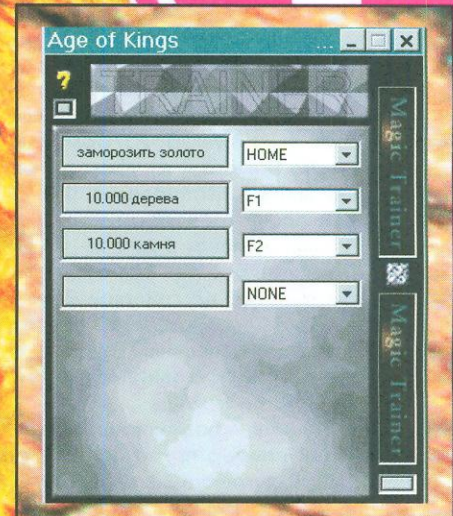 Age of Kings ...
?
TRAINER
заморозить золото HOME
10.000 дерева F1
10.000 камня F2
NONE
Magic Trainer
Magic Trainer